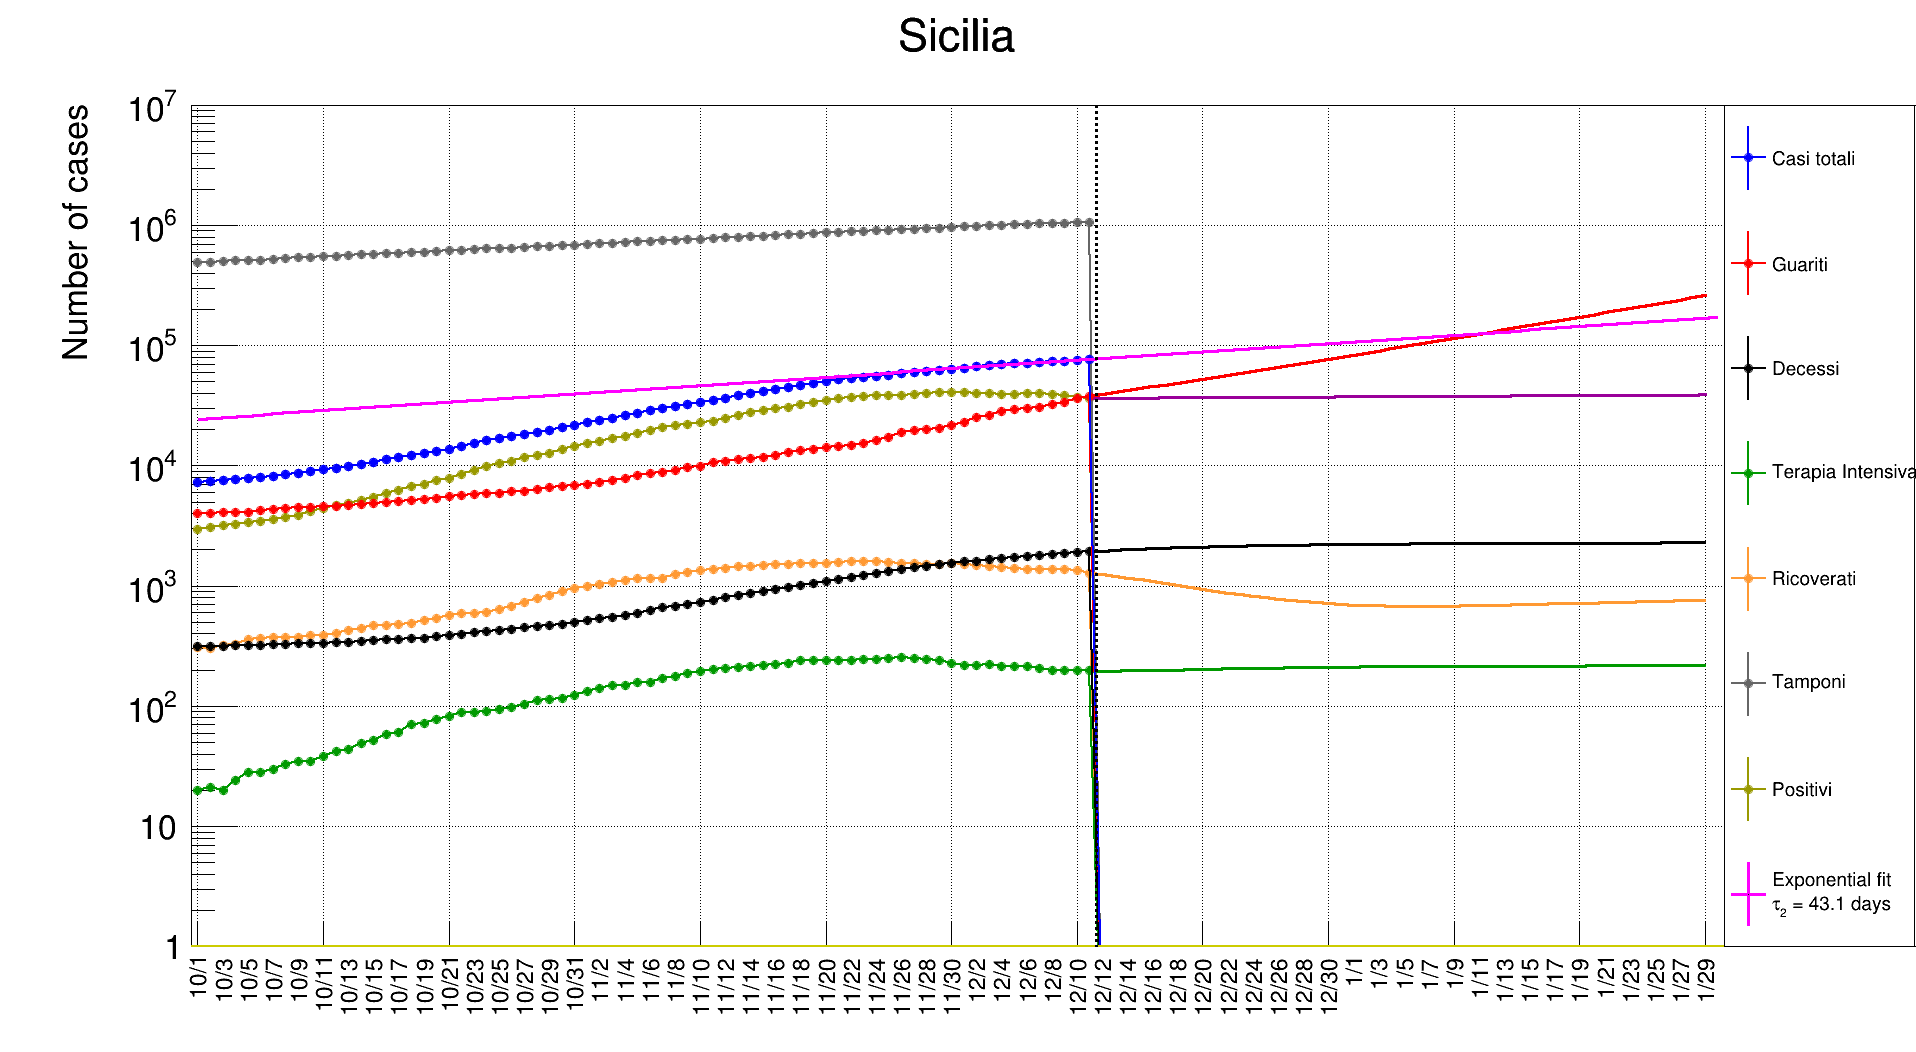 Sicilia
Number of cases
10^7
10^6
10^5
10^4
10^3
10^2
10
1
10/1 10/3 10/5 10/7 10/9 10/11 10/13 10/15 10/17 10/19 10/21 10/23 10/25 10/27 10/29 10/31 11/2 11/4 11/6 11/8 11/10 11/12 11/14 11/16 11/18 11/20 11/22 11/24 11/26 11/28 11/30 12/2 12/4 12/6 12/8 12/10 12/12 12/14 12/16 12/18 12/20 12/22 12/24 12/26 12/28 12/30 1/1 1/3 1/5 1/7 1/9 1/11 1/13 1/15 1/17 1/19 1/21 1/23 1/25 1/27 1/29
Casi totali
Guariti
Decessi
Terapia Intensiva
Ricoverati
Tamponi
Positivi
Exponential fit
τ₂ = 43.1 days